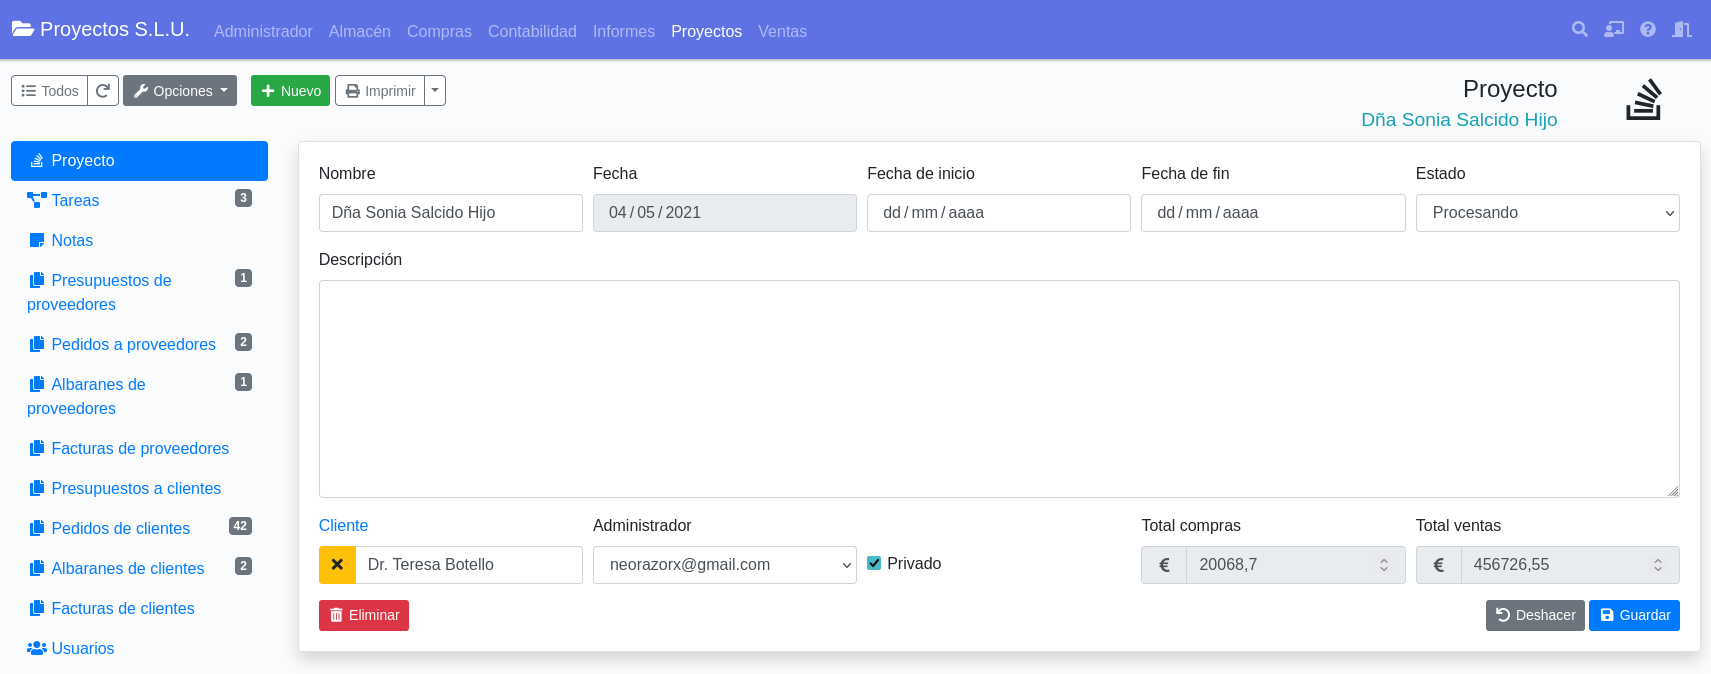 Proyectos S.L.U. Administrador Almacén Compras Contabilidad Informes Proyectos Ventas
Todos Opciones Nuevo Imprimir
Proyecto
Dña Sonia Salcido Hijo
Proyecto
Tareas 3
Notas
Presupuestos de 1
proveedores
Pedidos a proveedores 2
Albaranes de 1
proveedores
Facturas de proveedores
Presupuestos a clientes
Pedidos de clientes 42
Albaranes de clientes 2
Facturas de clientes
Usuarios
Nombre Fecha Fecha de inicio Fecha de fin Estado
Dña Sonia Salcido Hijo 04/05/2021 dd/mm/aaaa dd/mm/aaaa Procesando
Descripción
Cliente Administrador Total compras Total ventas
Dr. Teresa Botello neorazorx@gmail.com Privado € 20068,7 € 456726,55
Eliminar Deshacer Guardar